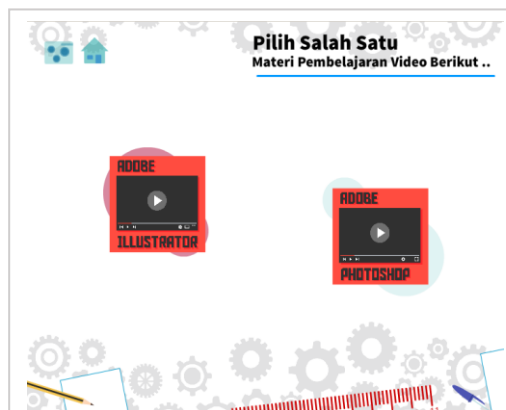 Pilih Salah Satu
Materi Pembelajaran Video Berikut ..
ADOBE
ILLUSTRATOR
ADOBE
PHOTOSHOP